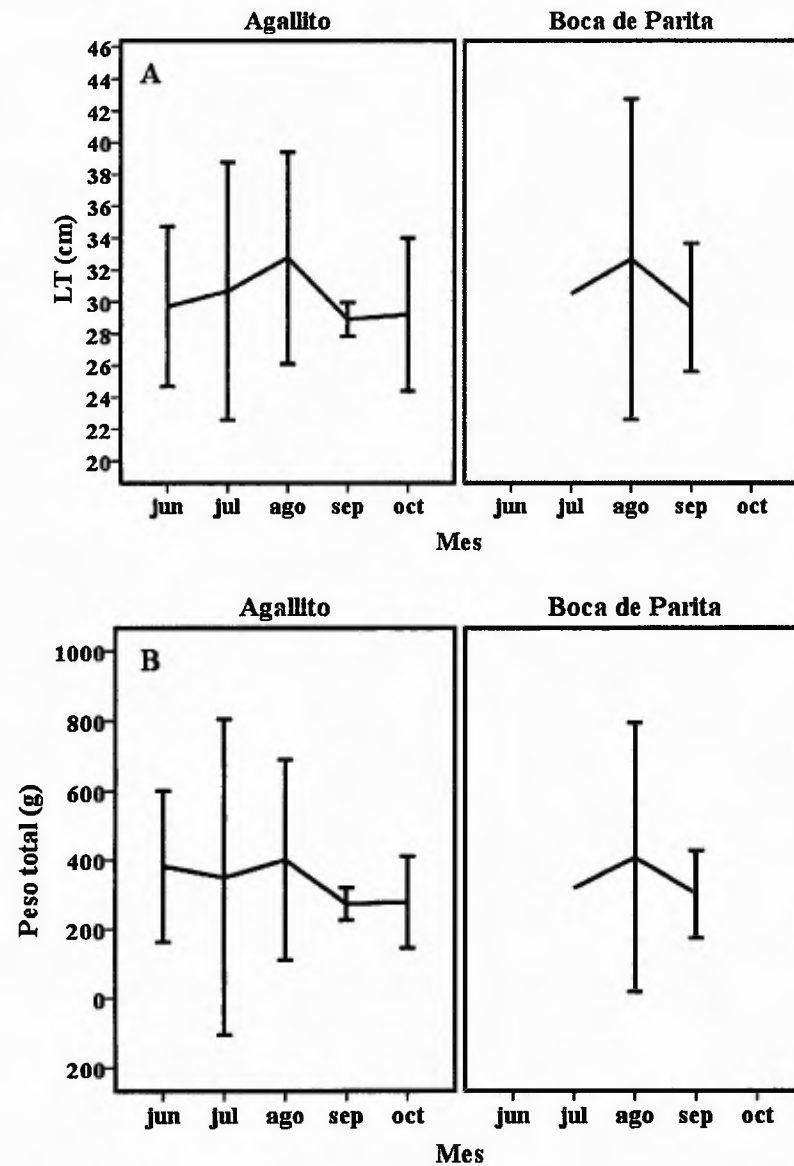 Agallito Boca de Parita
A
46
44
42
40
38
36
34
32
30
28
26
24
22
20
LT (cm)
jun jul ago sep oct jun jul ago sep oct
Mes
Agallito Boca de Parita
B
1000
800
600
400
200
0
200
Peso total (g)
jun jul ago sep oct jun jul ago sep oct
Mes